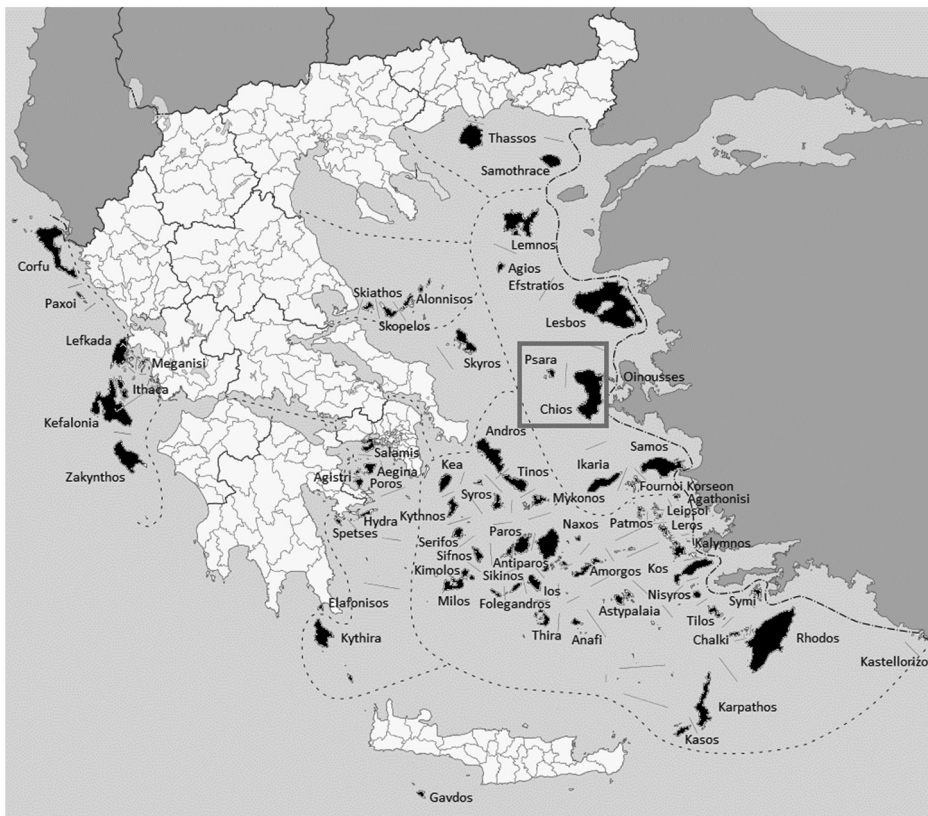 Thassos
Samothrace
Lemnos
Corfu
Agios
Efstratios
Skiathos
Alonnisos
Paxoi
Skopelos
Lesbos
Lefkada
Meganisi
Skyros
Psara
Oinousses
Ithaca
Chios
Kefalonia
Andros
Salamis
Samos
Zakynthos
Agistri
Aegina
Poros
Kea
Tinos
Ikaria
Fournoi Korseon
Agathonisi
Syros
Mykonos
Leipsoi
Kythnos
Hydra
Spetses
Naxos
Patmos
Leros
Paros
Serifos
Kalymnos
Sifnos
Antiparos
Kimolos
Sikinos
Amorgos
Kos
Ios
Nisyros
Symi
Milos
Folegandros
Elafonisos
Astypalaia
Tilos
Thira
Anafi
Chalki
Rhodos
Kythira
Kastellorizo
Karpathos
Kasos
Gavdos